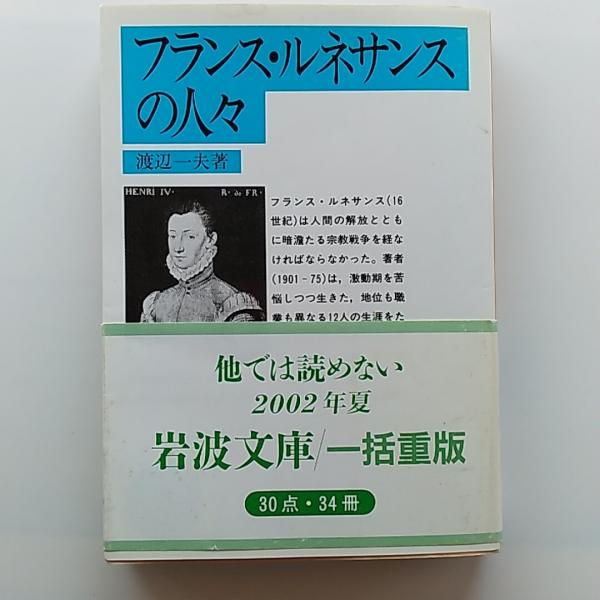 フランス・ルネサンス
の人々
渡辺一夫著
HENRI IV・ R・de FR・
フランス・ルネサンス(16
世紀)は人間の解放ととも
に暗澹たる宗教戦争を経な
ければならなかった。著者
(1901-75)は,激動期を苦
悩しつつ生きた,地位も職
業も異なる12人の生涯をた
他では読めない
2002年夏
岩波文庫/一括重版
30点・34冊